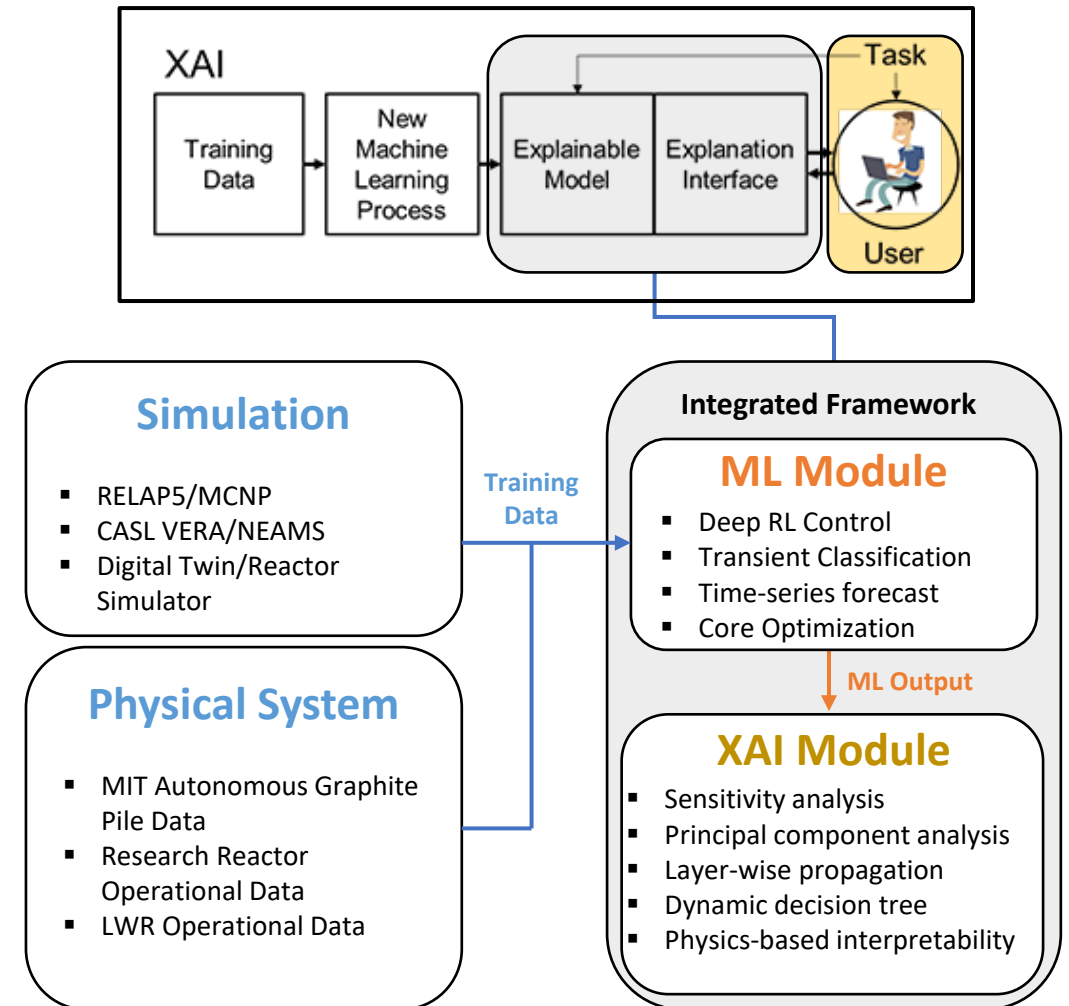 XAI
Training
Data
New
Machine
Learning
Process
Explainable
Model
Explanation
Interface
Task
User
Simulation
▪ RELAP5/MCNP
▪ CASL VERA/NEAMS
▪ Digital Twin/Reactor
Simulator
Physical System
▪ MIT Autonomous Graphite
Pile Data
▪ Research Reactor
Operational Data
▪ LWR Operational Data
Training
Data
Integrated Framework
ML Module
▪ Deep RL Control
▪ Transient Classification
▪ Time-series forecast
▪ Core Optimization
ML Output
XAI Module
▪ Sensitivity analysis
▪ Principal component analysis
▪ Layer-wise propagation
▪ Dynamic decision tree
▪ Physics-based interpretability